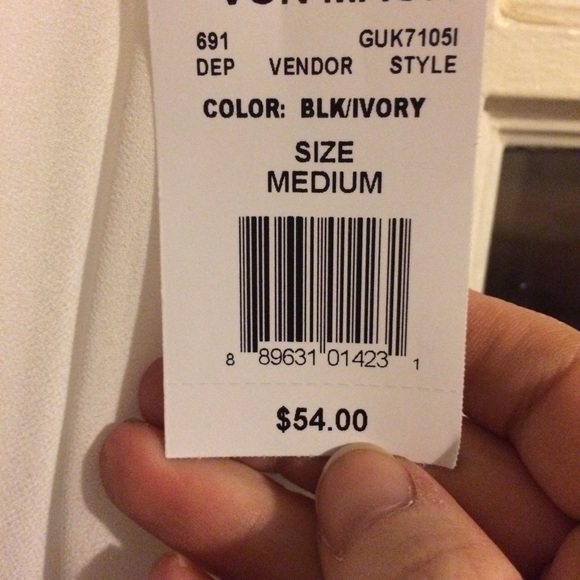 691 GUK7105I
DEP VENDOR STYLE
COLOR: BLK/IVORY
SIZE
MEDIUM
8 89631 01423 1
$54.00